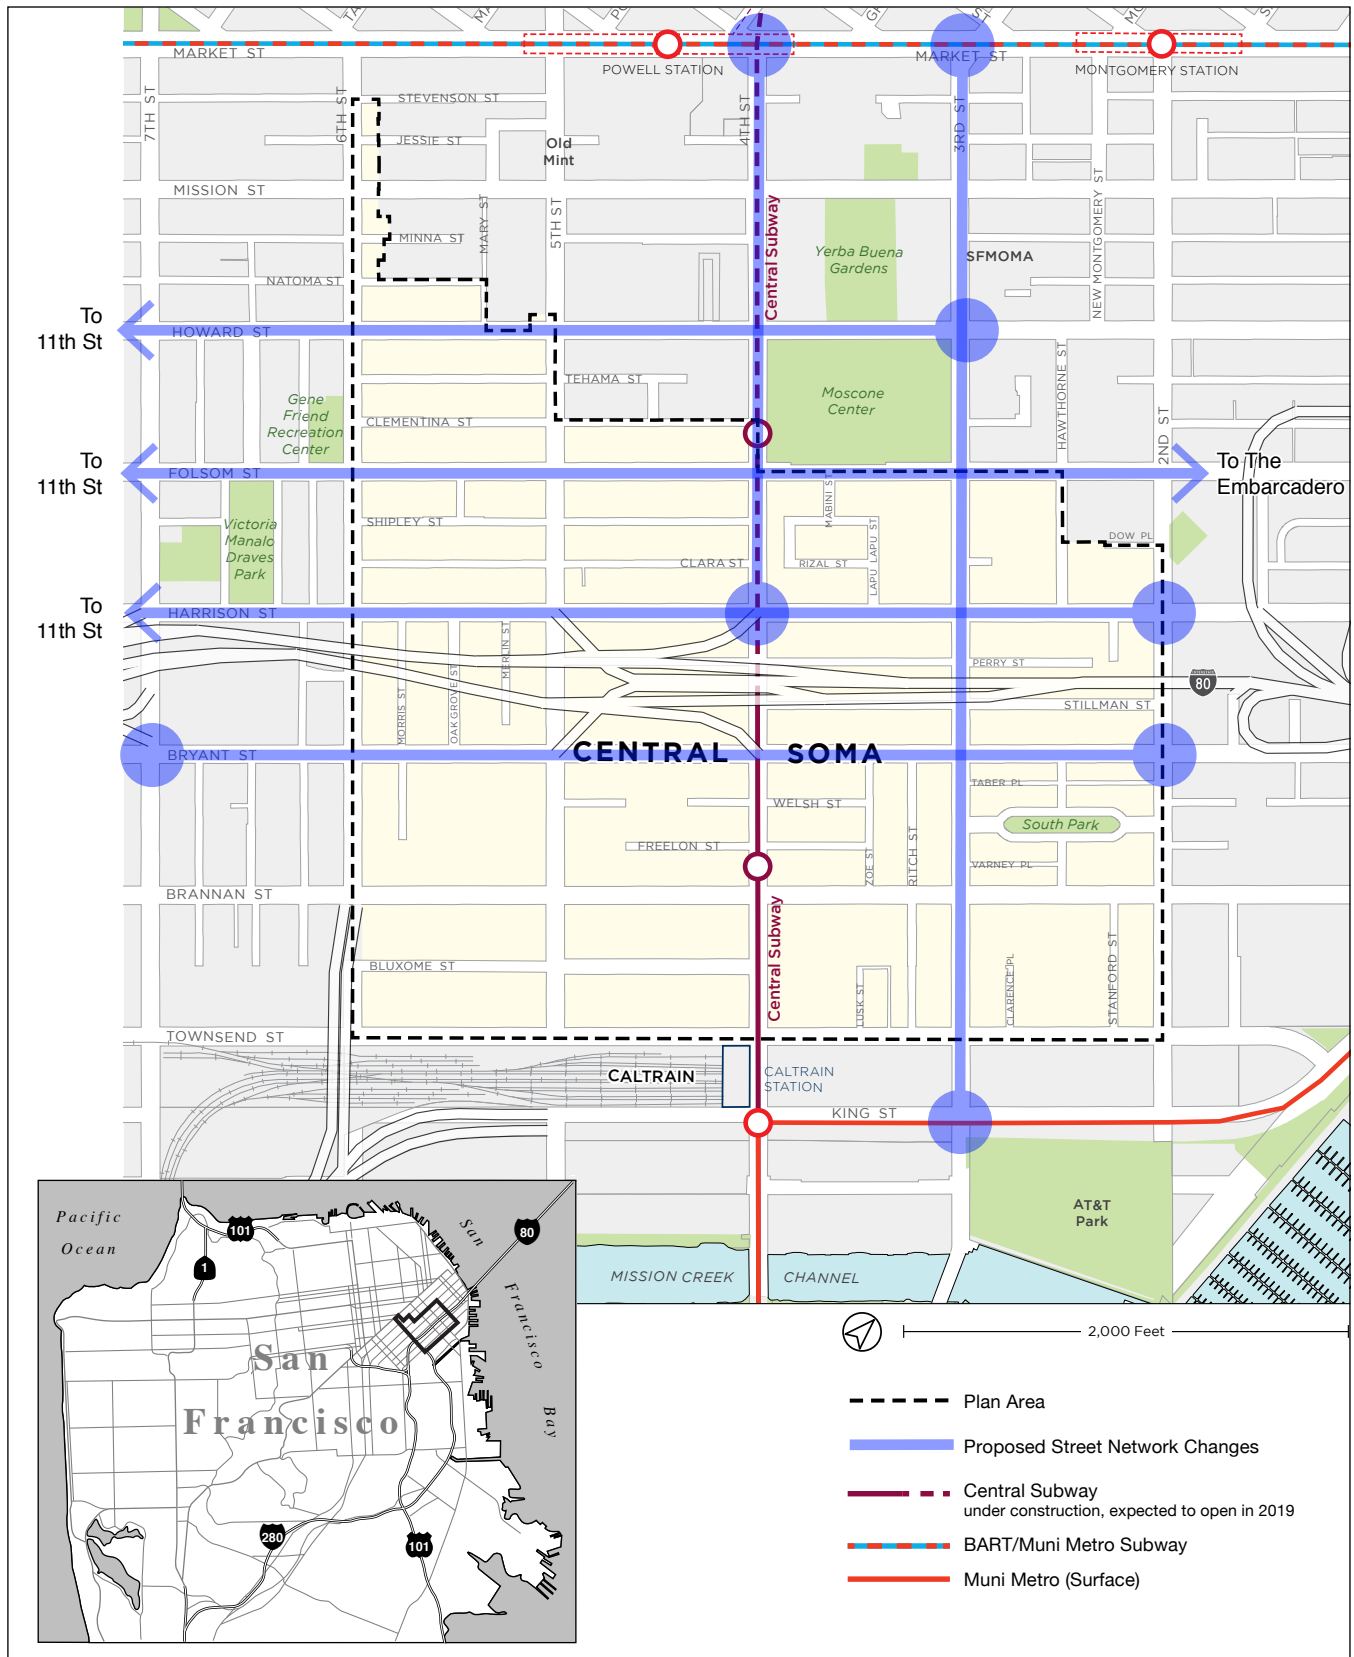 MARKET ST
POWELL STATION
MARKET ST
MONTGOMERY STATION
7TH ST
6TH ST
STEVENSON ST
JESSIE ST
Old
Mint
4TH ST
3RD ST
MISSION ST
MARY ST
5TH ST
MINNA ST
NATOMA ST
Central Subway
Yerba Buena
Gardens
SFMOMA
NEW MONTGOMERY ST
To
11th St
HOWARD ST
TEHAMA ST
Moscone
Center
HAWTHORNE ST
2ND ST
Gene
Friend
Recreation
Center
CLEMENTINA ST
To
11th St
FOLSOM ST
To The
Embarcadero
Victoria
Manalo
Draves
Park
SHIPLEY ST
MABINI ST
LAPU LAPU ST
DOW PL
CLARA ST
RIZAL ST
To
11th St
HARRISON ST
MERLIN ST
OAK GROVE ST
MORRIS ST
PERRY ST
80
STILLMAN ST
BRYANT ST
CENTRAL SOMA
TABER PL
WELSH ST
South Park
FREELON ST
ZOE ST
RITCH ST
VARNEY PL
BRANNAN ST
Central Subway
BLUXOME ST
LUSK ST
CLARENCE PL
STANFORD ST
TOWNSEND ST
CALTRAIN
CALTRAIN
STATION
KING ST
AT&T
Park
MISSION CREEK CHANNEL
Pacific
Ocean
101
1
San
Francisco
Bay
80
San
Francisco
280
101
2,000 Feet
Plan Area
Proposed Street Network Changes
Central Subway
under construction, expected to open in 2019
BART/Muni Metro Subway
Muni Metro (Surface)